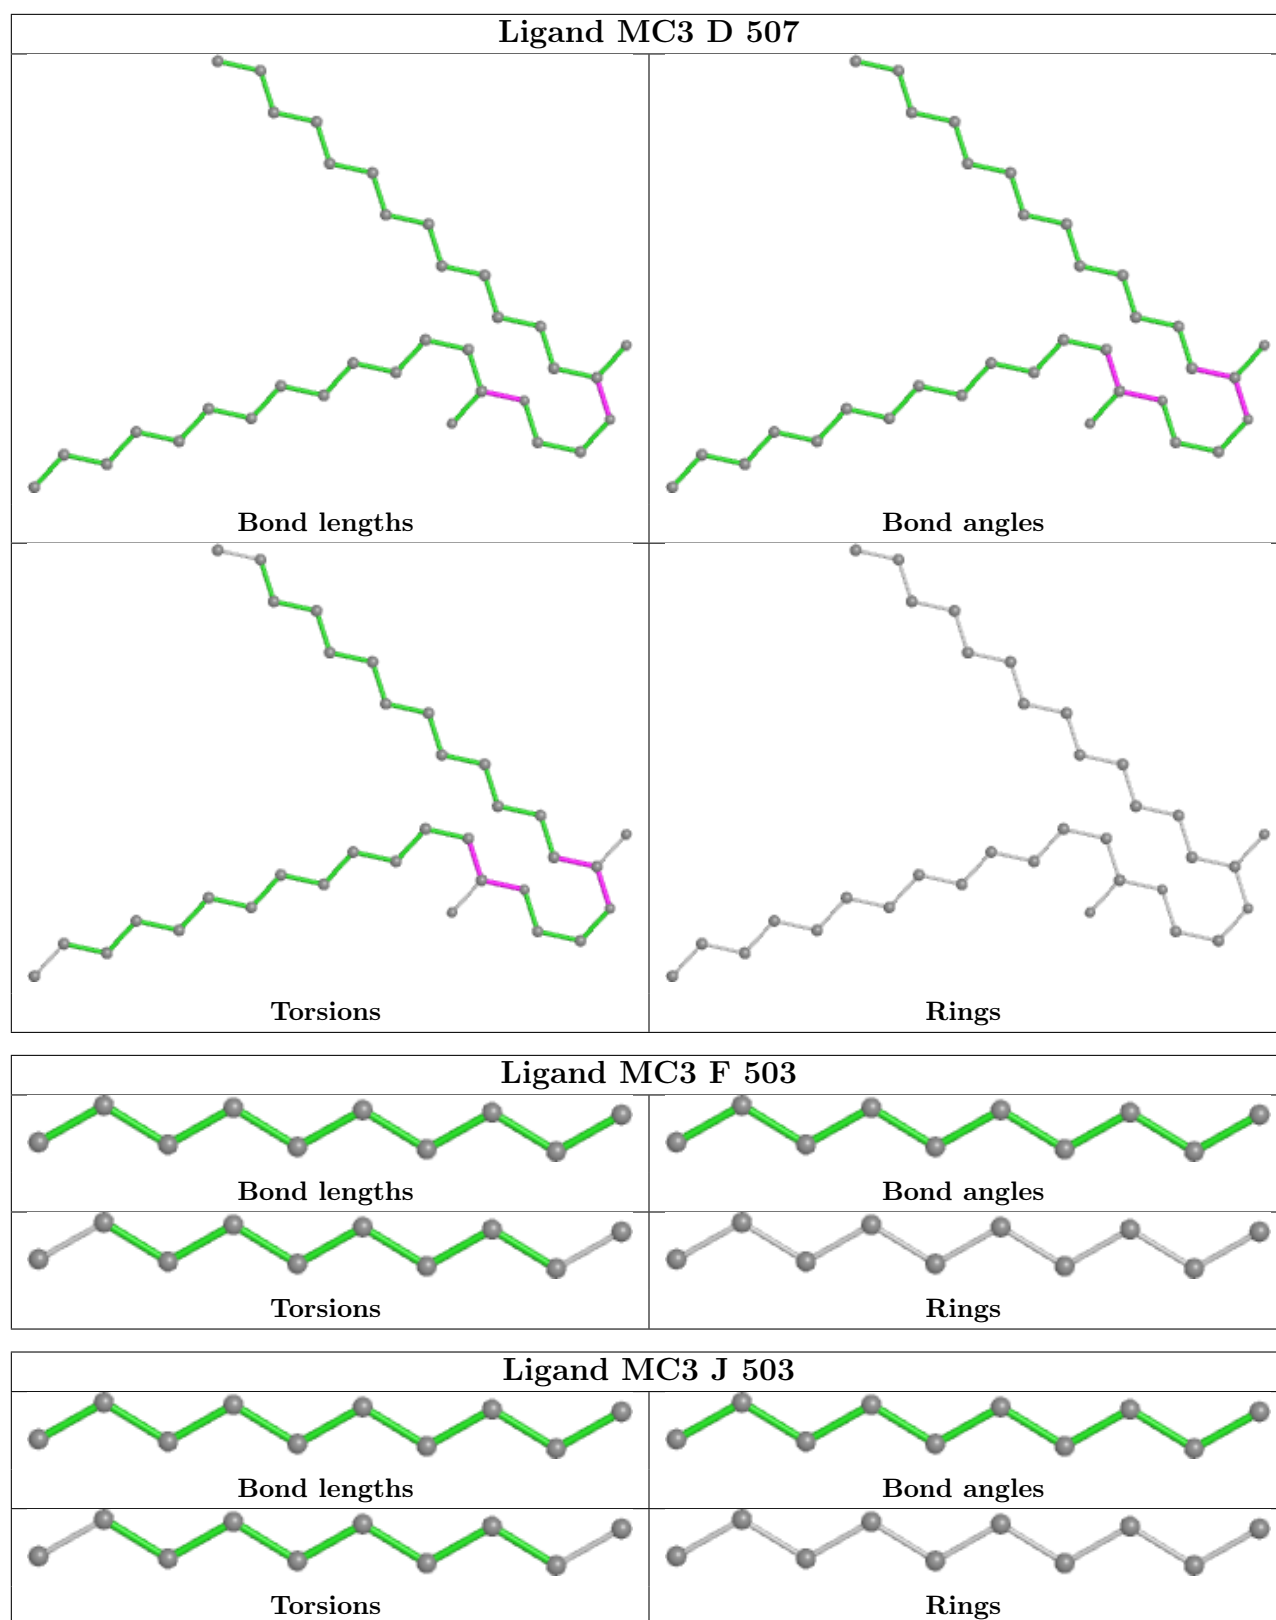 Ligand MC3 D 507
Bond lengths
Bond angles
Torsions
Rings
Ligand MC3 F 503
Bond lengths
Bond angles
Torsions
Rings
Ligand MC3 J 503
Bond lengths
Bond angles
Torsions
Rings